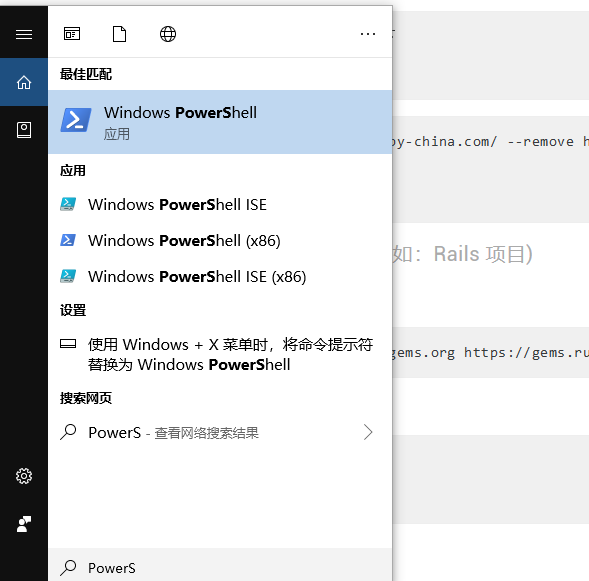 最佳匹配
Windows PowerShell
应用
应用
Windows PowerShell ISE
Windows PowerShell (x86)
Windows PowerShell ISE (x86)
设置
使用 Windows + X 菜单时，将命令提示符
替换为 Windows PowerShell
搜索网页
PowerS - 查看网络搜索结果
PowerS
by-china.com/ --remove h
如：Rails 项目)
gems.org https://gems.ru